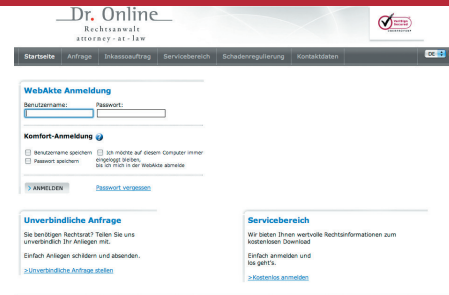 Dr. Online
Rechtsanwalt
attorney-at-law
Startseite Anfrage Inkassoauftrag Servicebereich Schadenregulierung Kontaktdaten
DE
WebAkte Anmeldung
Benutzername: Passwort:
Komfort-Anmeldung ?
Benutzername speichern
Passwort speichern
Ich möchte auf diesem Computer immer
eingeloggt bleiben,
bis ich mich in der WebAkte abmelde
> ANMELDEN Passwort vergessen
Unverbindliche Anfrage
Sie benötigen Rechtsrat? Teilen Sie uns
unverbindlich Ihr Anliegen mit.
Einfach Anliegen schildern und absenden.
>Unverbindliche Anfrage stellen
Servicebereich
Wir bieten Ihnen wertvolle Rechtsinformationen zum
kostenlosen Download
Einfach anmelden und
los geht's.
>Kostenlos anmelden